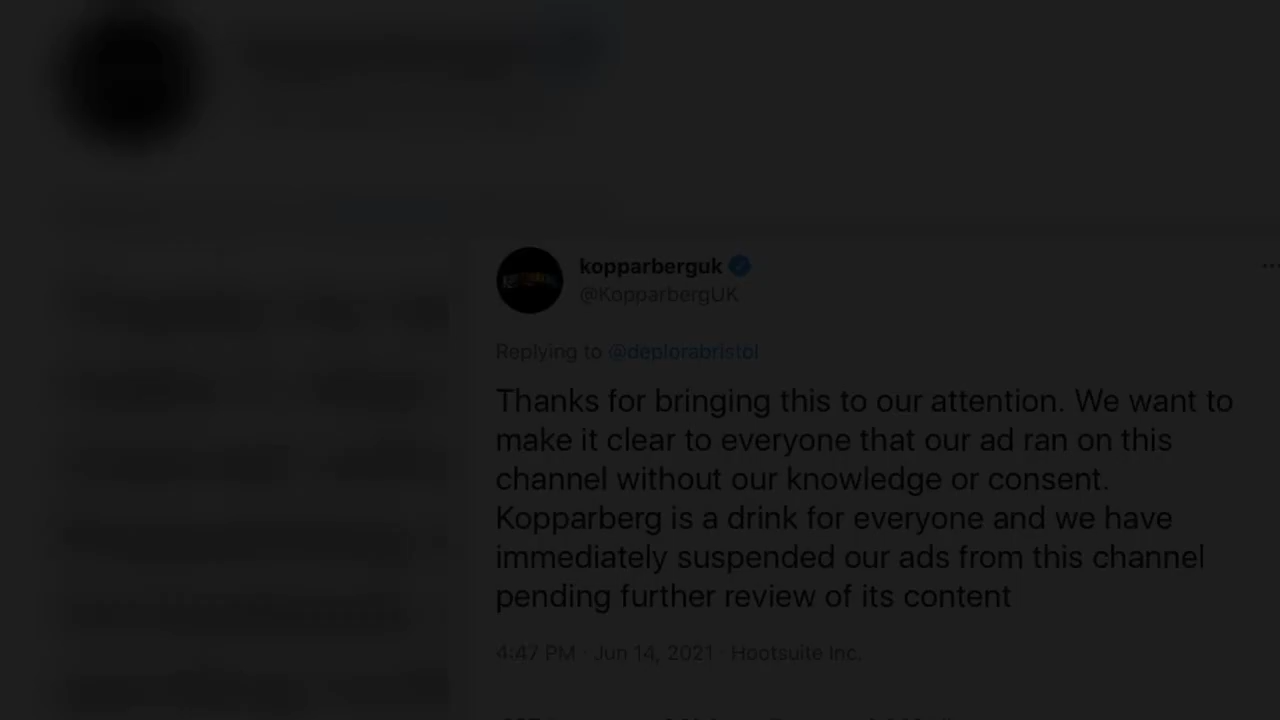 kopparberguk
@KopparbergUK
Replying to @deplorabristol
Thanks for bringing this to our attention. We want to
make it clear to everyone that our ad ran on this
channel without our knowledge or consent.
Kopparberg is a drink for everyone and we have
immediately suspended our ads from this channel
pending further review of its content
4:47 PM · Jun 14, 2021 · Hootsuite Inc.